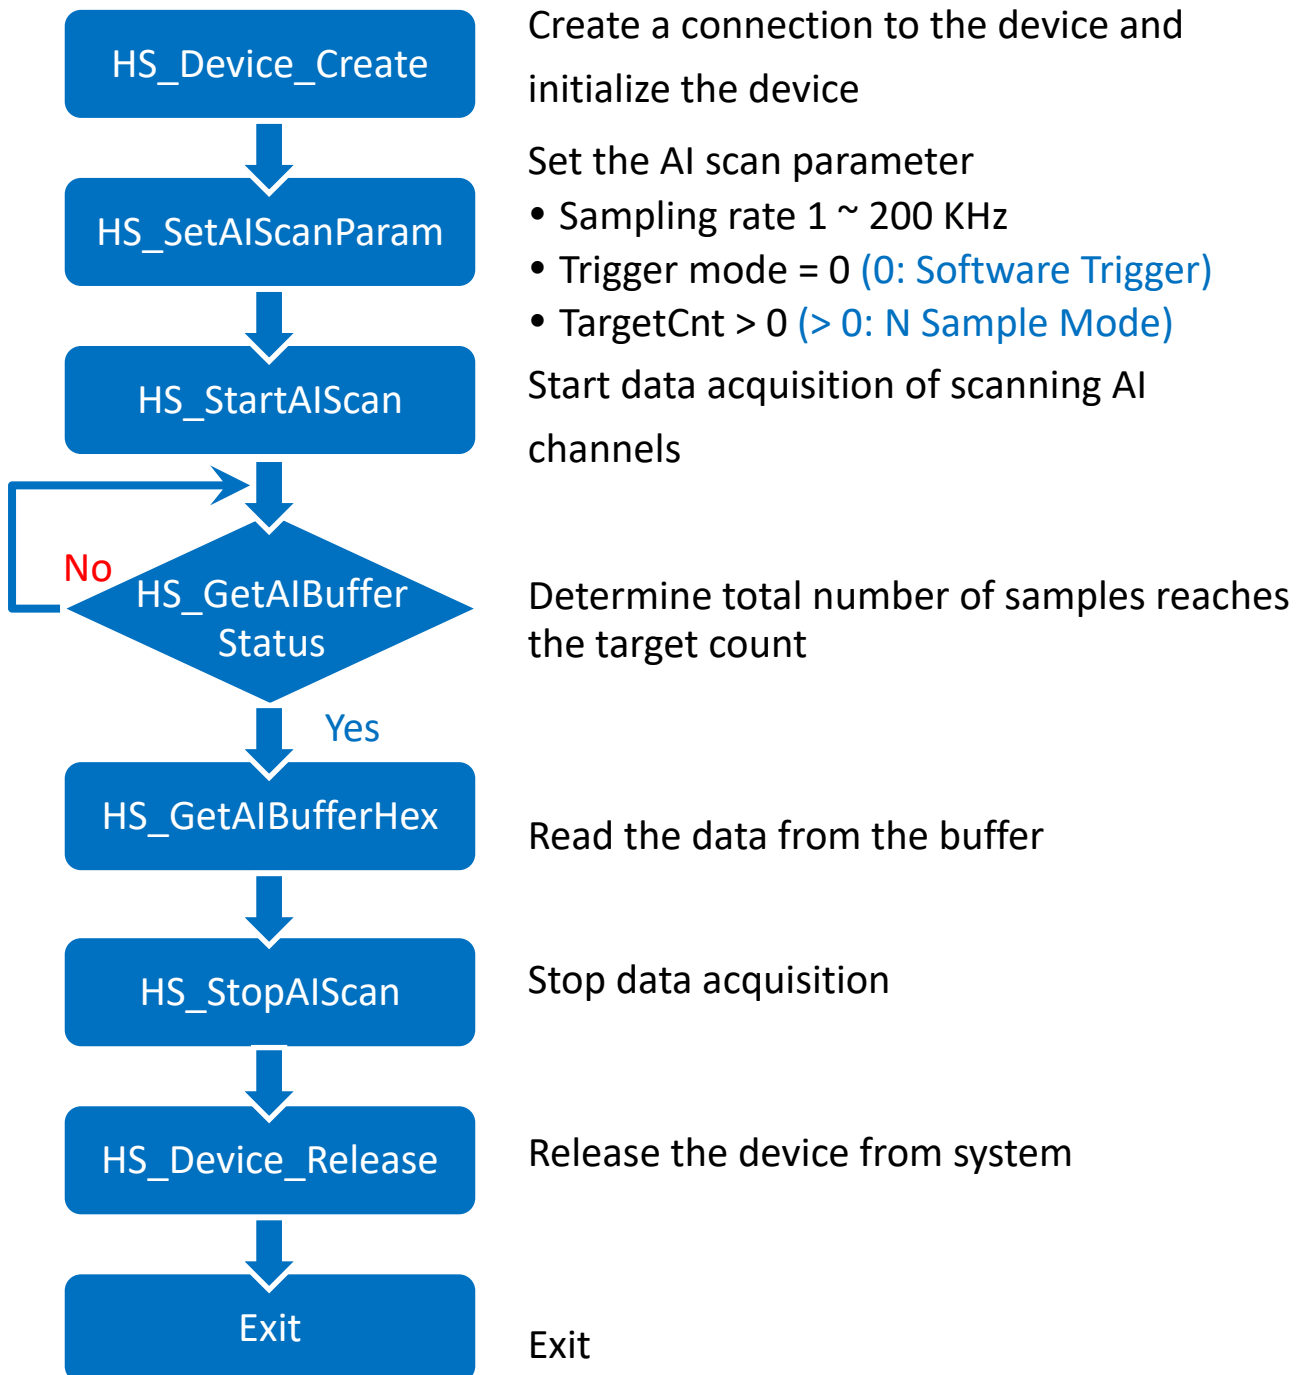 HS_Device_Create
Create a connection to the device and
initialize the device
HS_SetAIScanParam
Set the AI scan parameter
• Sampling rate 1 ~ 200 KHz
• Trigger mode = 0 (0: Software Trigger)
• TargetCnt > 0 (> 0: N Sample Mode)
HS_StartAIScan
Start data acquisition of scanning AI
channels
No
HS_GetAIBuffer
Status
Determine total number of samples reaches
the target count
Yes
HS_GetAIBufferHex
Read the data from the buffer
HS_StopAIScan
Stop data acquisition
HS_Device_Release
Release the device from system
Exit
Exit